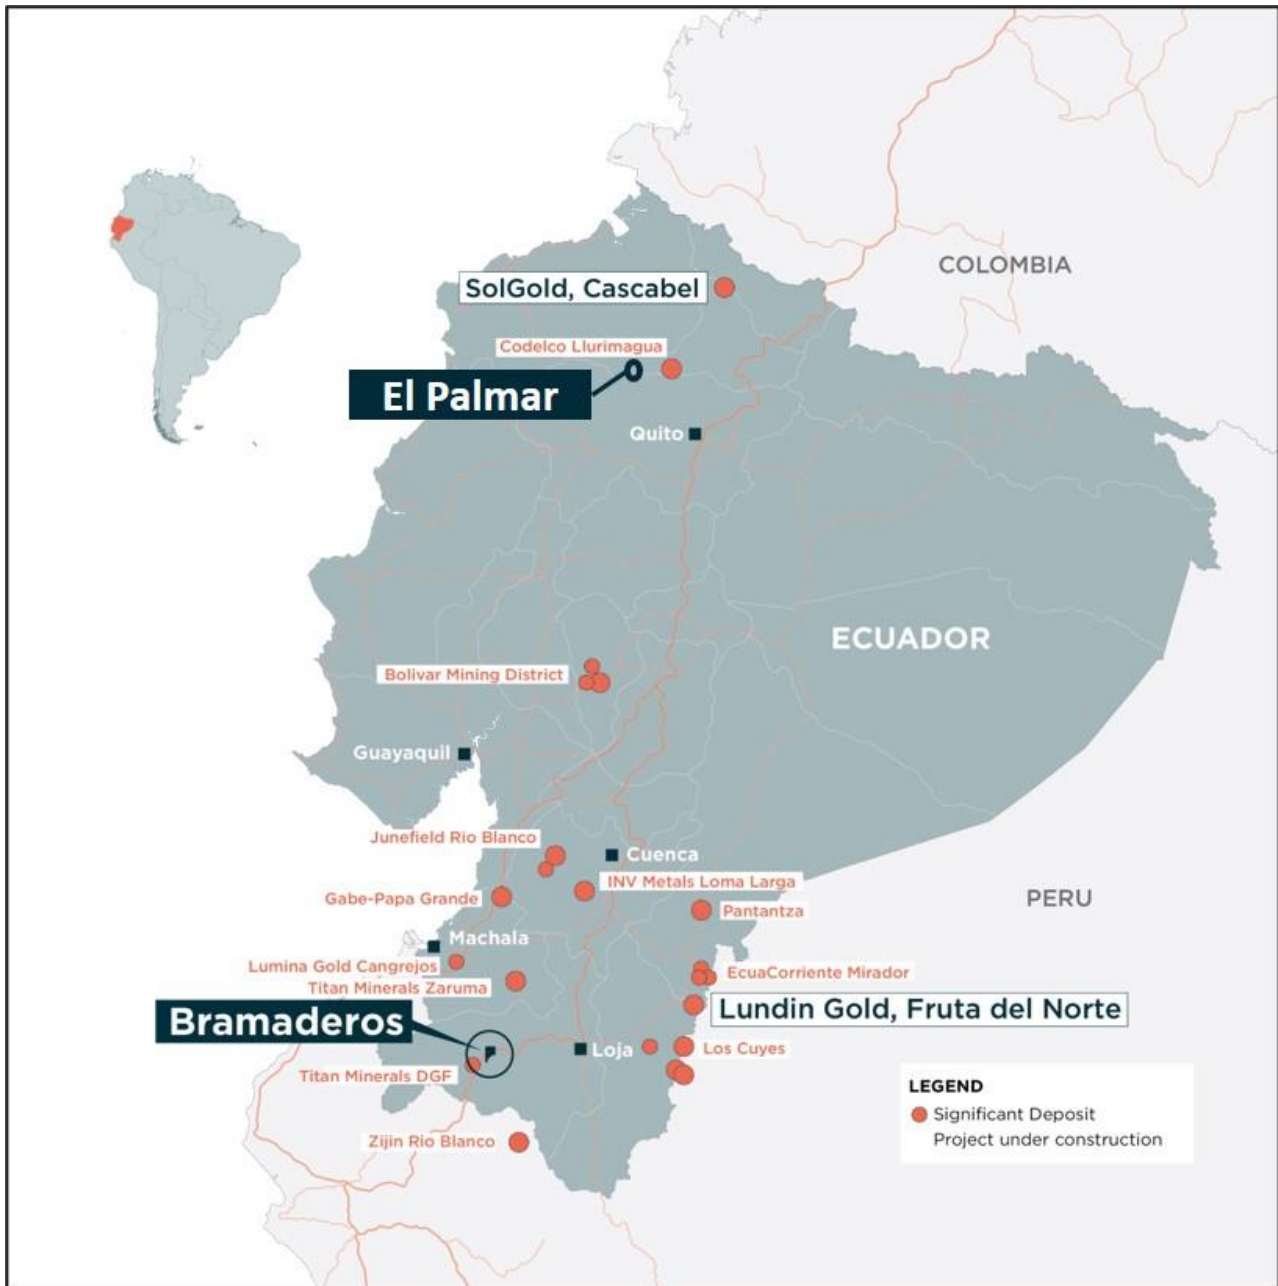 COLOMBIA
SolGold, Cascabel
Codelco Llurimagua
El Palmar
Quito
ECUADOR
Bolivar Mining District
Guayaquil
Junefield Rio Blanco
Cuenca
INV Metals Loma Larga
Gabe-Papa Grande
PERU
Pantantza
Machala
Lumina Gold Cangrejos
EcuaCorriente Mirador
Titan Minerals Zaruma
Lundin Gold, Fruta del Norte
Bramaderos
Loja
Los Cuyes
Titan Minerals DGF
LEGEND
Significant Deposit
Project under construction
Zijin Rio Blanco